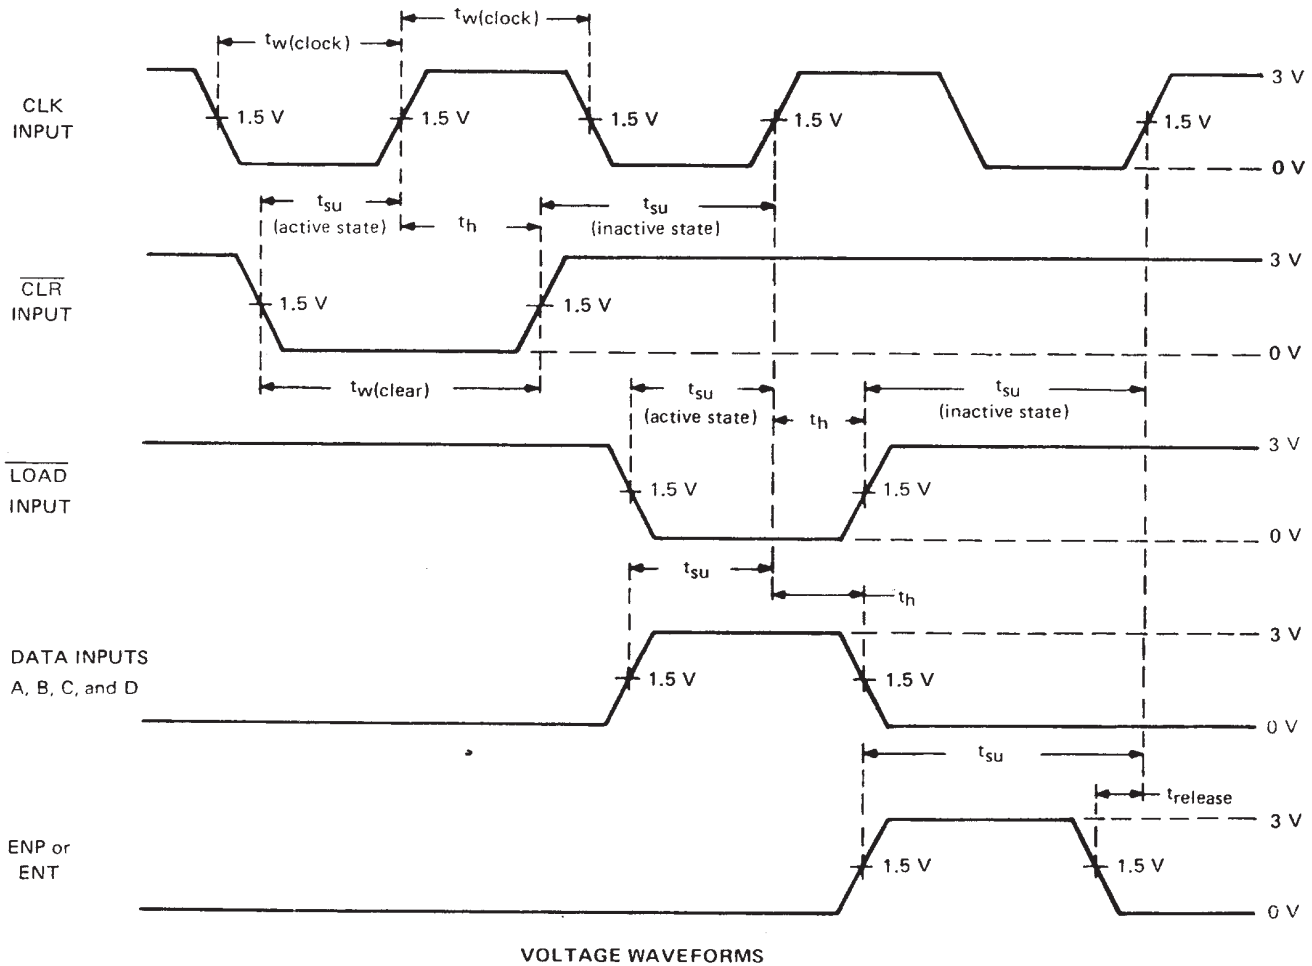 tw(clock)
tw(clock)
CLK
INPUT
1.5 V
1.5 V
1.5 V
1.5 V
1.5 V
3 V
0 V
tsu
(active state)
th
tsu
(inactive state)
CLR
INPUT
1.5 V
1.5 V
3 V
0 V
tw(clear)
tsu
(active state)
th
tsu
(inactive state)
LOAD
INPUT
1.5 V
1.5 V
3 V
0 V
tsu
th
DATA INPUTS
A, B, C, and D
1.5 V
1.5 V
3 V
0 V
tsu
trelease
ENP or
ENT
1.5 V
1.5 V
3 V
0 V
VOLTAGE WAVEFORMS